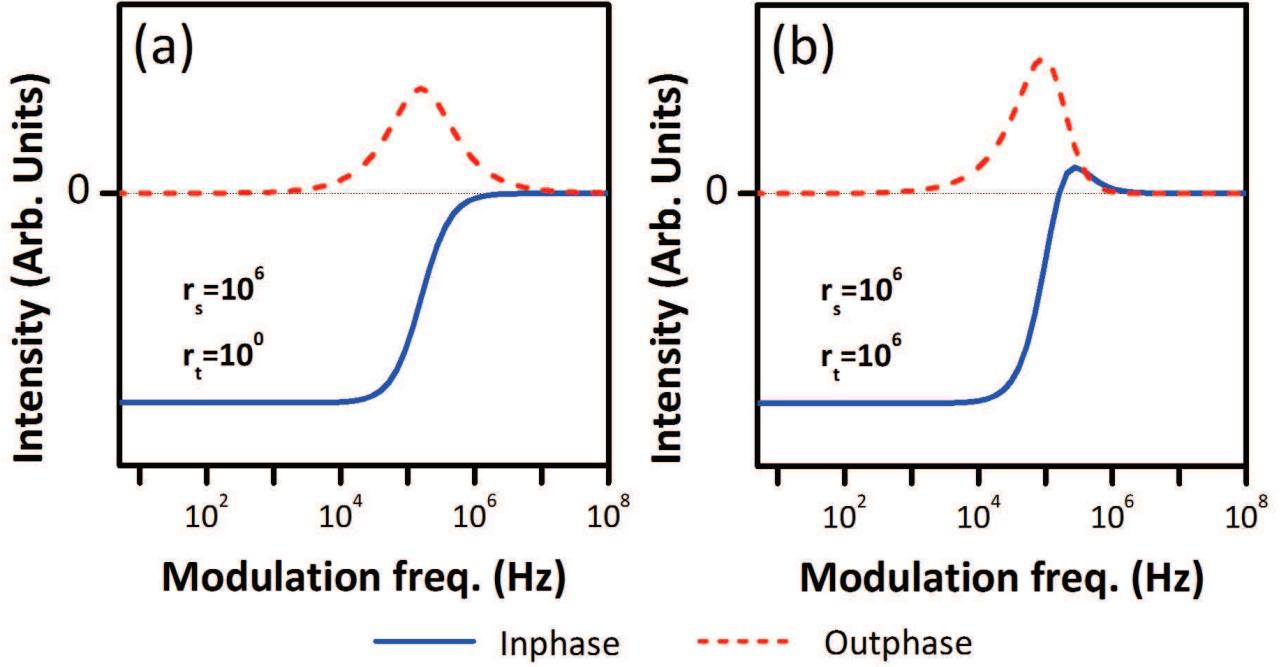 (a)
Intensity (Arb. Units)
0
r_s=10^6
r_t=10^0
10^2 10^4 10^6 10^8
Modulation freq. (Hz)
(b)
Intensity (Arb. Units)
0
r_s=10^6
r_t=10^6
10^2 10^4 10^6 10^8
Modulation freq. (Hz)
Inphase Outphase